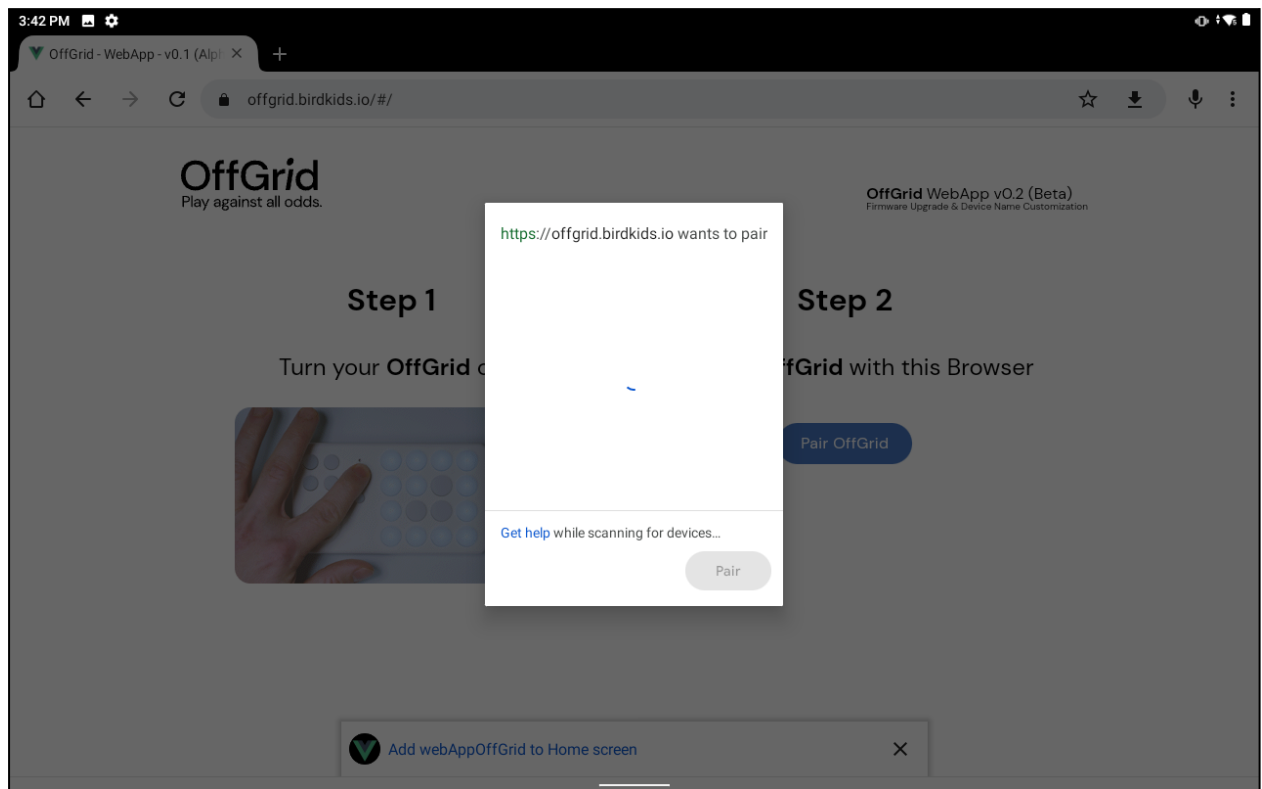 3:42 PM
OffGrid - WebApp - v0.1 (Alph
offgrid.birdkids.io/#/
OffGrid
Play against all odds.
OffGrid WebApp v0.2 (Beta)
Firmware Upgrade & Device Name Customization
https://offgrid.birdkids.io wants to pair
Step 1
Step 2
Turn your OffGrid
ffGrid with this Browser
Pair OffGrid
Get help while scanning for devices…
Pair
Add webAppOffGrid to Home screen